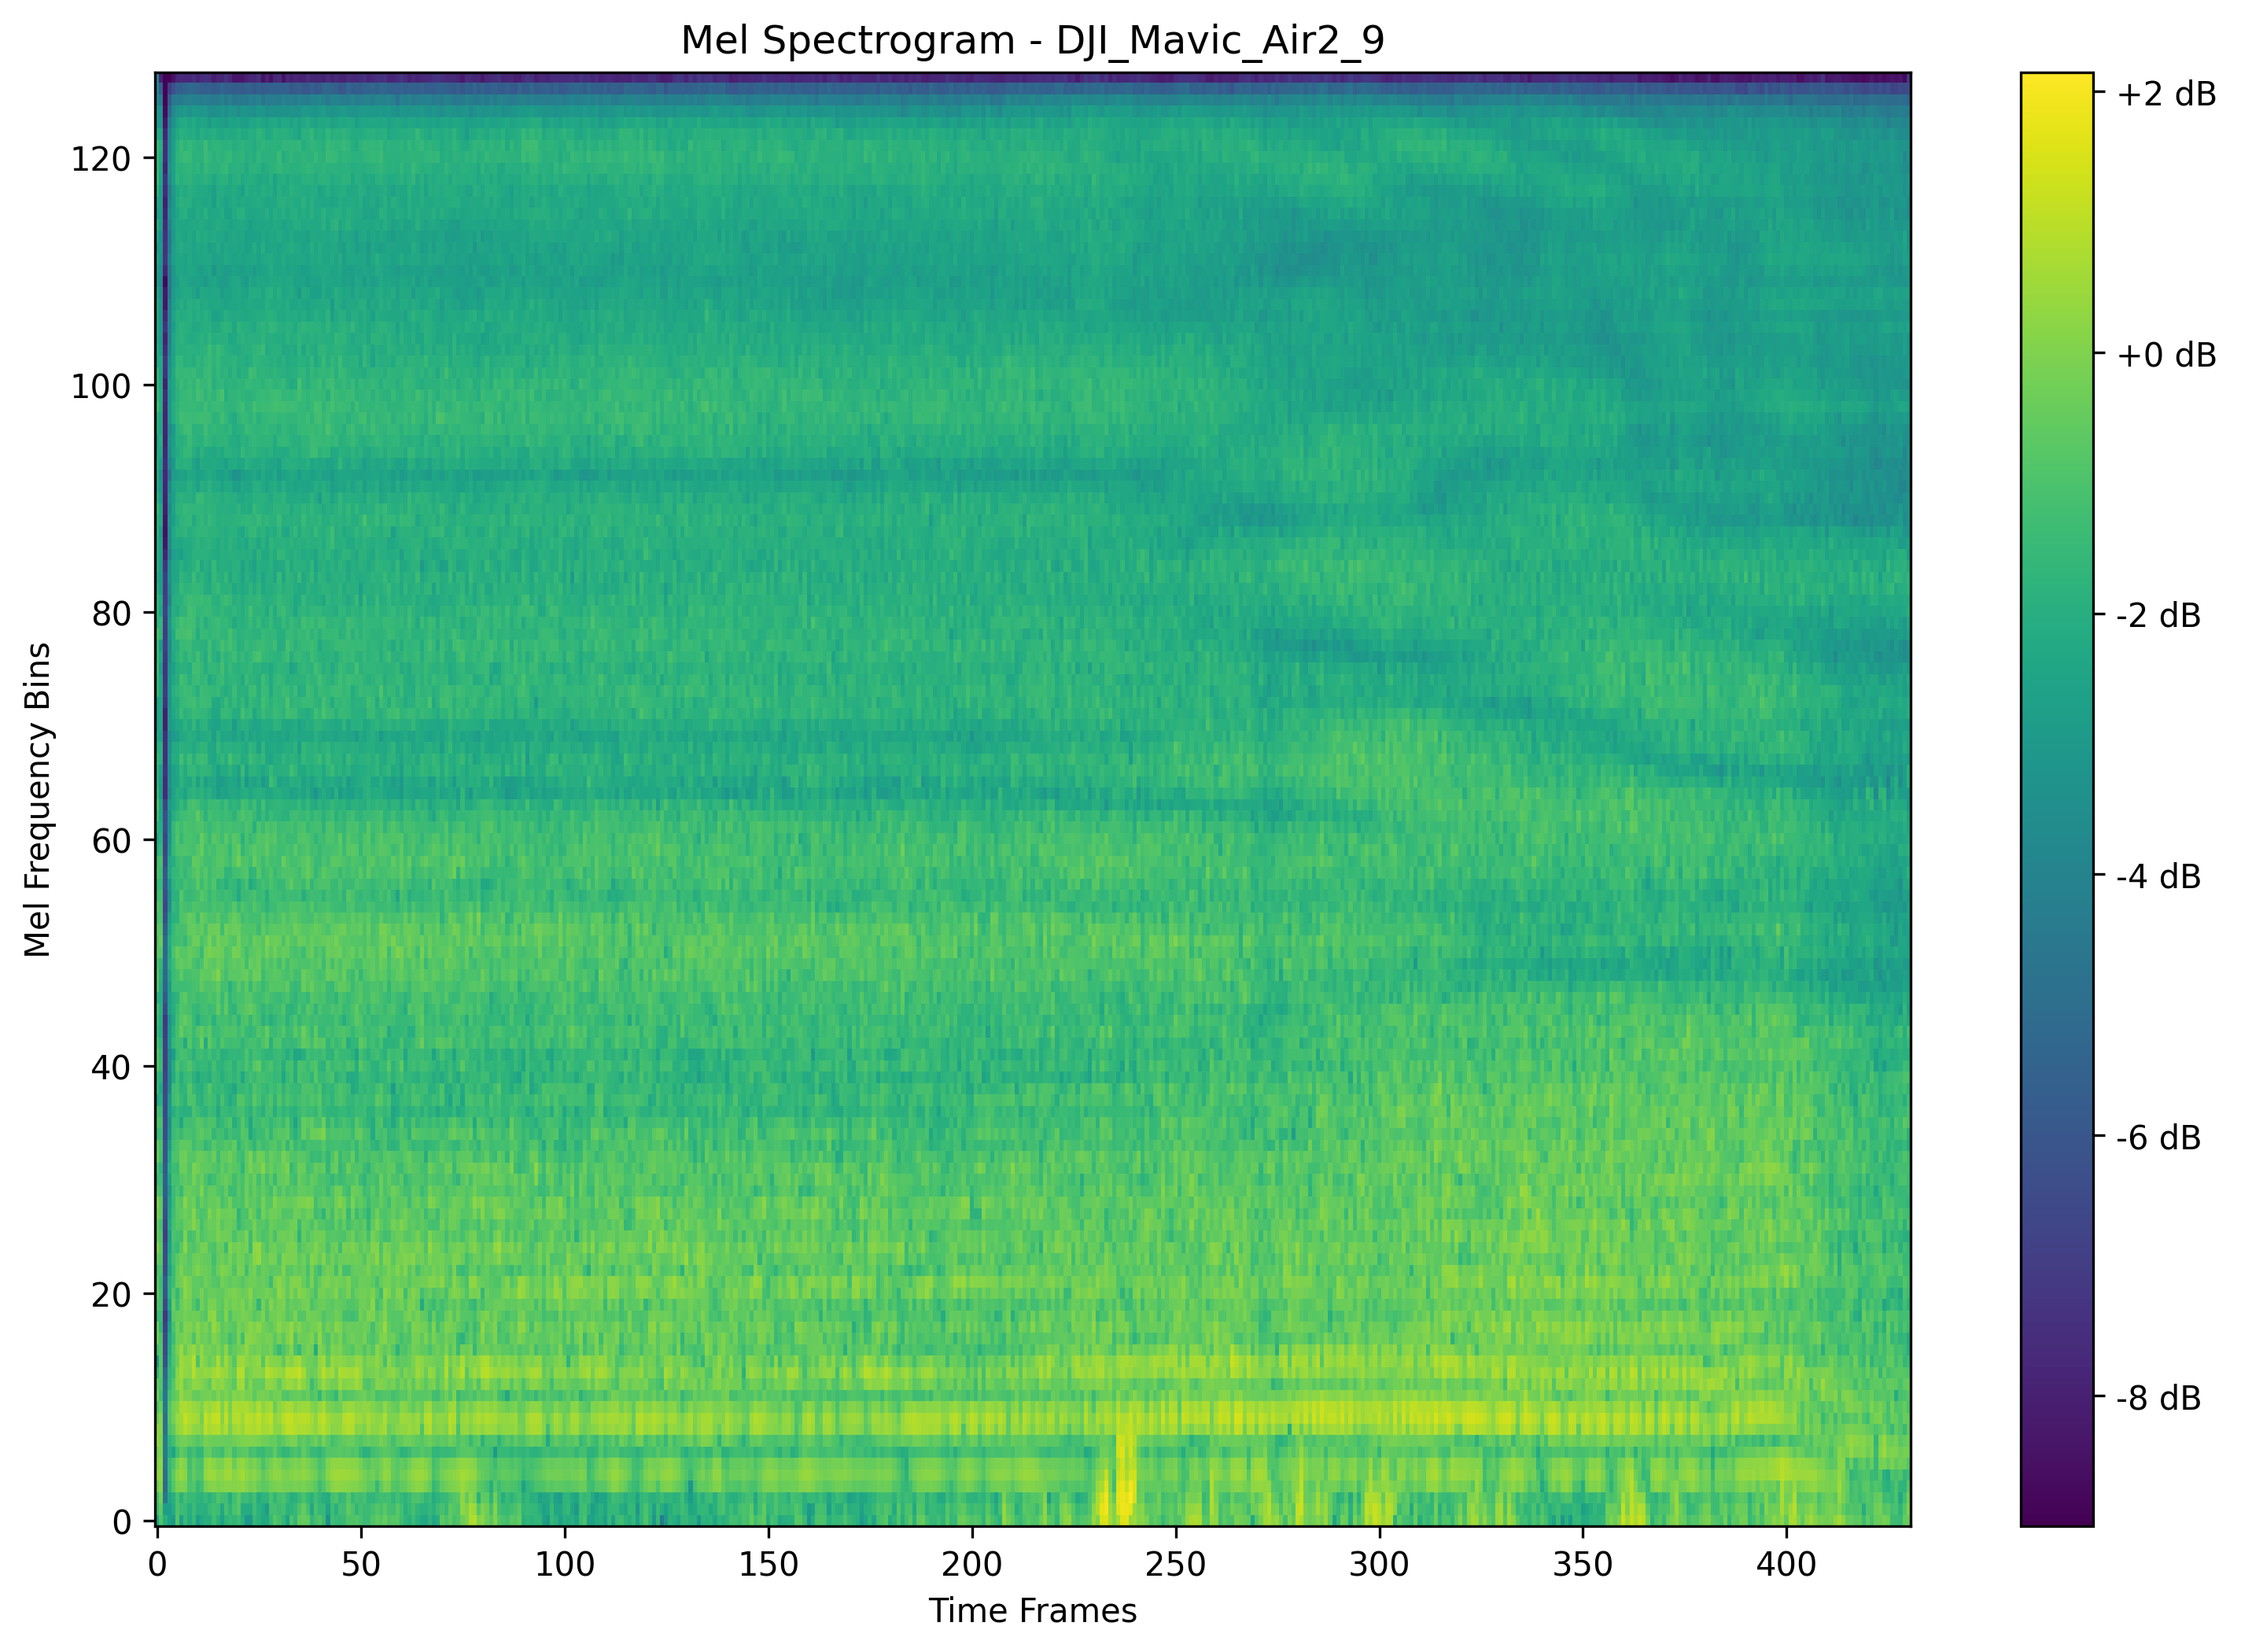 Mel Spectrogram - DJI_Mavic_Air2_9
Mel Frequency Bins
120
100
80
60
40
20
0
0 50 100 150 200 250 300 350 400
Time Frames
+2 dB
+0 dB
-2 dB
-4 dB
-6 dB
-8 dB